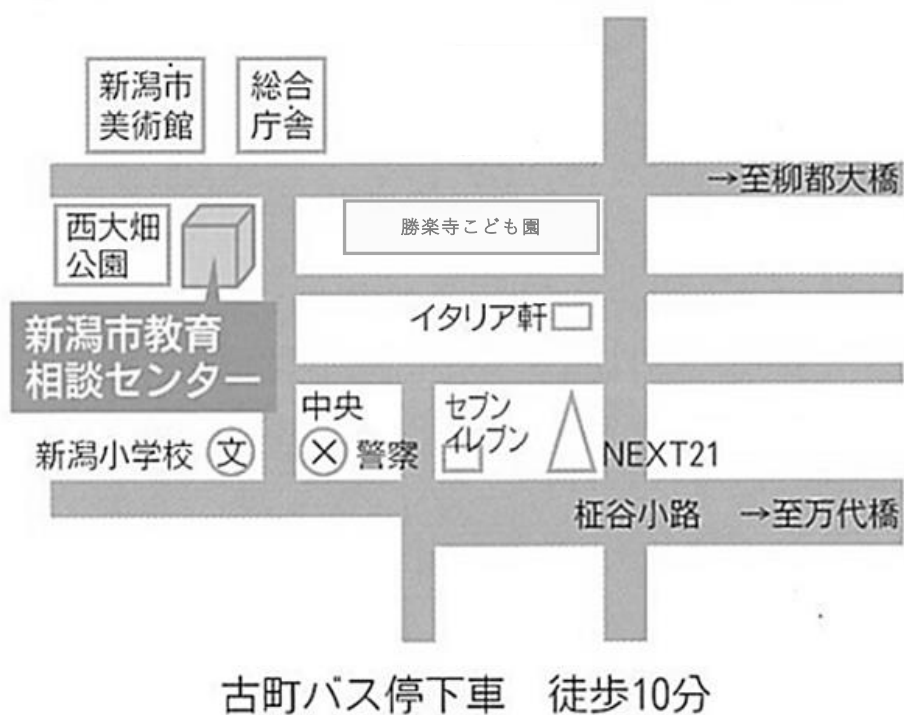 新潟市
美術館
総合
庁舎
→至柳都大橋
西大畑
公園
勝楽寺こども園
イタリア軒
新潟市教育
相談センター
中央
警察
セブン
イレブン
新潟小学校
文
NEXT21
柾谷小路 →至万代橋
古町バス停下車 徒歩10分